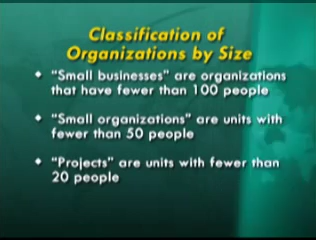 Classification of
Organizations by Size
• "Small businesses" are organizations
that have fewer than 100 people
• "Small organizations" are units with
fewer than 50 people
• "Projects" are units with fewer than
20 people